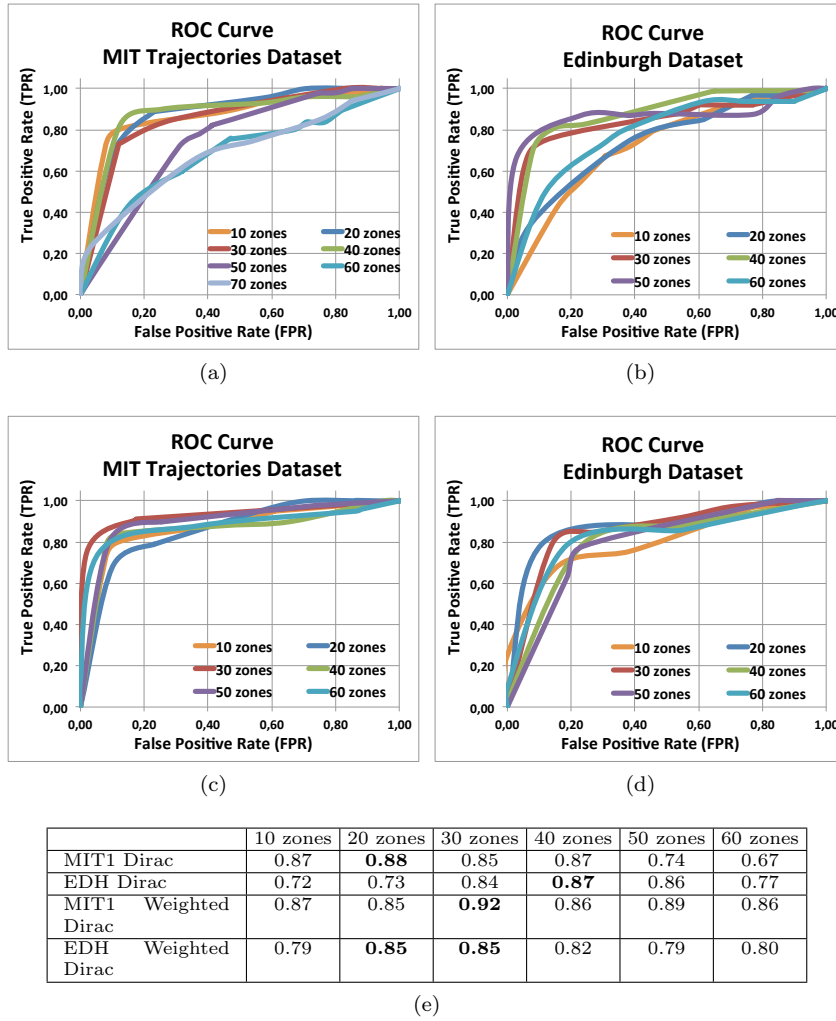 ROC Curve
MIT Trajectories Dataset
True Positive Rate (TPR)
1,00
0,80
0,60
0,40
0,20
0,00
10 zones 20 zones
30 zones 40 zones
50 zones 60 zones
70 zones
0,00 0,20 0,40 0,60 0,80 1,00
False Positive Rate (FPR)
(a)
ROC Curve
Edinburgh Dataset
True Positive Rate (TPR)
1,00
0,80
0,60
0,40
0,20
0,00
10 zones 20 zones
30 zones 40 zones
50 zones 60 zones
0,00 0,20 0,40 0,60 0,80 1,00
False Positive Rate (FPR)
(b)
ROC Curve
MIT Trajectories Dataset
True Positive Rate (TPR)
1,00
0,80
0,60
0,40
0,20
0,00
10 zones 20 zones
30 zones 40 zones
50 zones 60 zones
0,00 0,20 0,40 0,60 0,80 1,00
False Positive Rate (FPR)
(c)
ROC Curve
Edinburgh Dataset
True Positive Rate (TPR)
1,00
0,80
0,60
0,40
0,20
0,00
10 zones 20 zones
30 zones 40 zones
50 zones 60 zones
0,00 0,20 0,40 0,60 0,80 1,00
False Positive Rate (FPR)
(d)
10 zones 20 zones 30 zones 40 zones 50 zones 60 zones
MIT1 Dirac 0.87 0.88 0.85 0.87 0.74 0.67
EDH Dirac 0.72 0.73 0.84 0.87 0.86 0.77
MIT1 Weighted 0.87 0.85 0.92 0.86 0.89 0.86
Dirac
EDH Weighted 0.79 0.85 0.85 0.82 0.79 0.80
Dirac
(e)